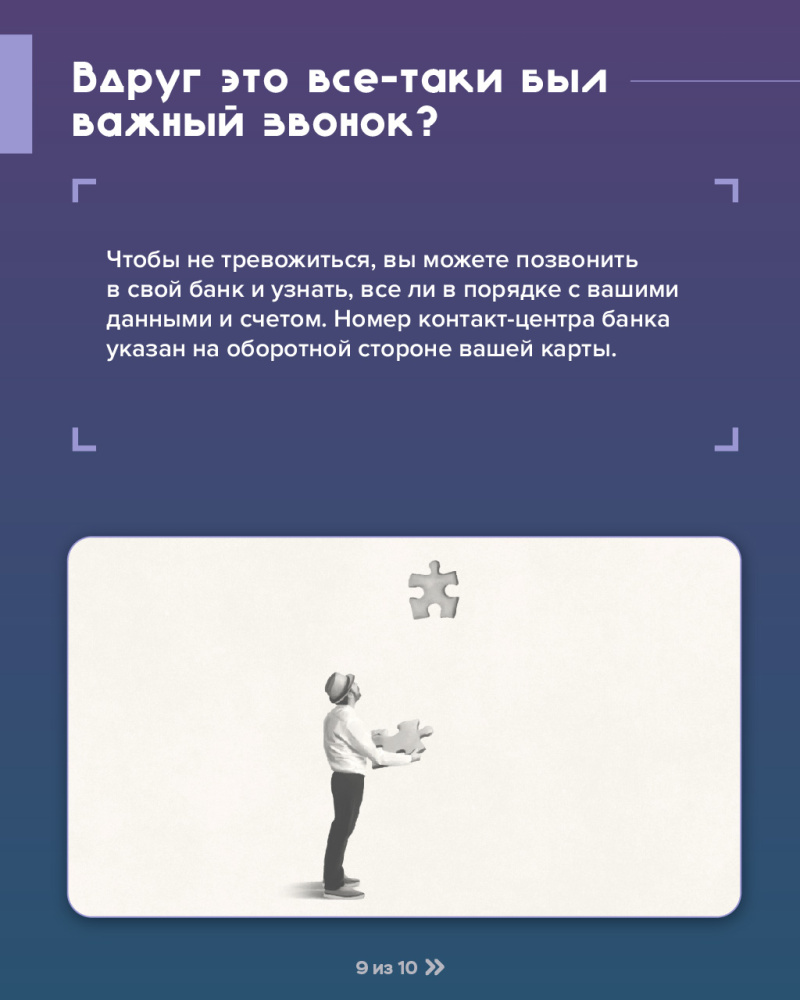 Вдруг это все-таки был
важный звонок?
Чтобы не тревожиться, вы можете позвонить
в свой банк и узнать, все ли в порядке с вашими
данными и счетом. Номер контакт-центра банка
указан на оборотной стороне вашей карты.
9 из 10